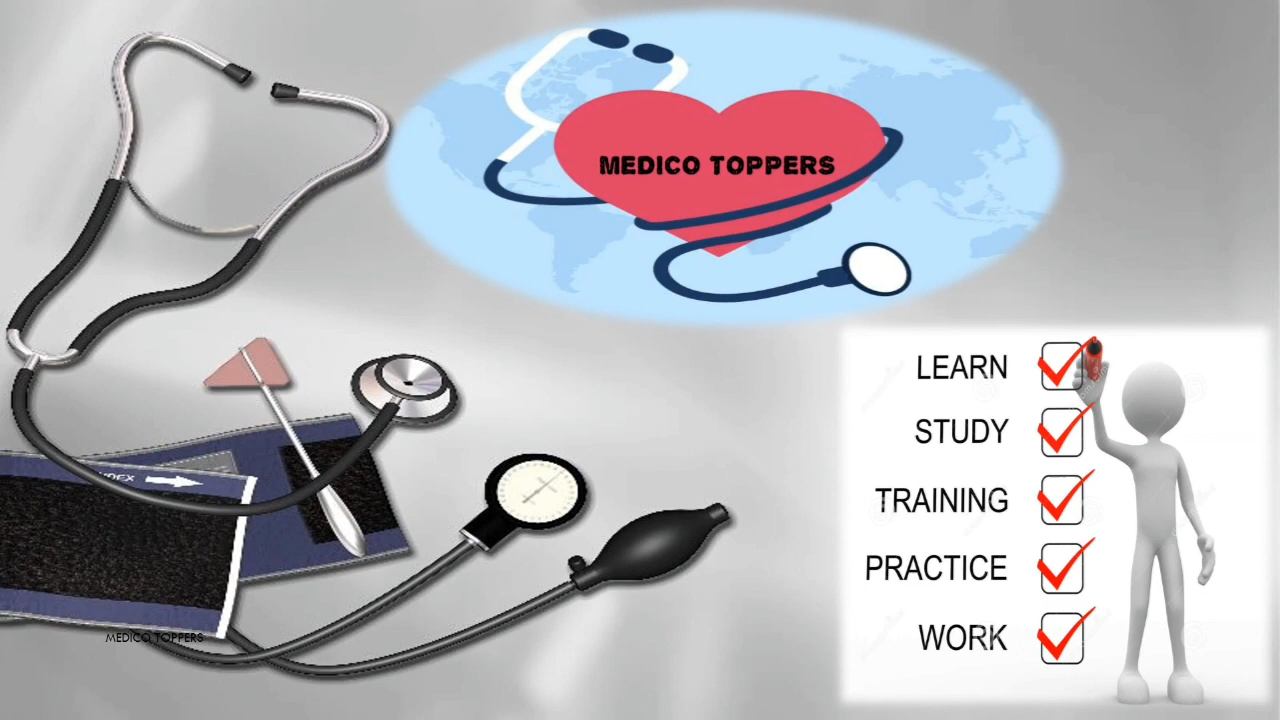 MEDICO TOPPERS
LEARN
STUDY
TRAINING
PRACTICE
WORK
MEDICO TOPPERS